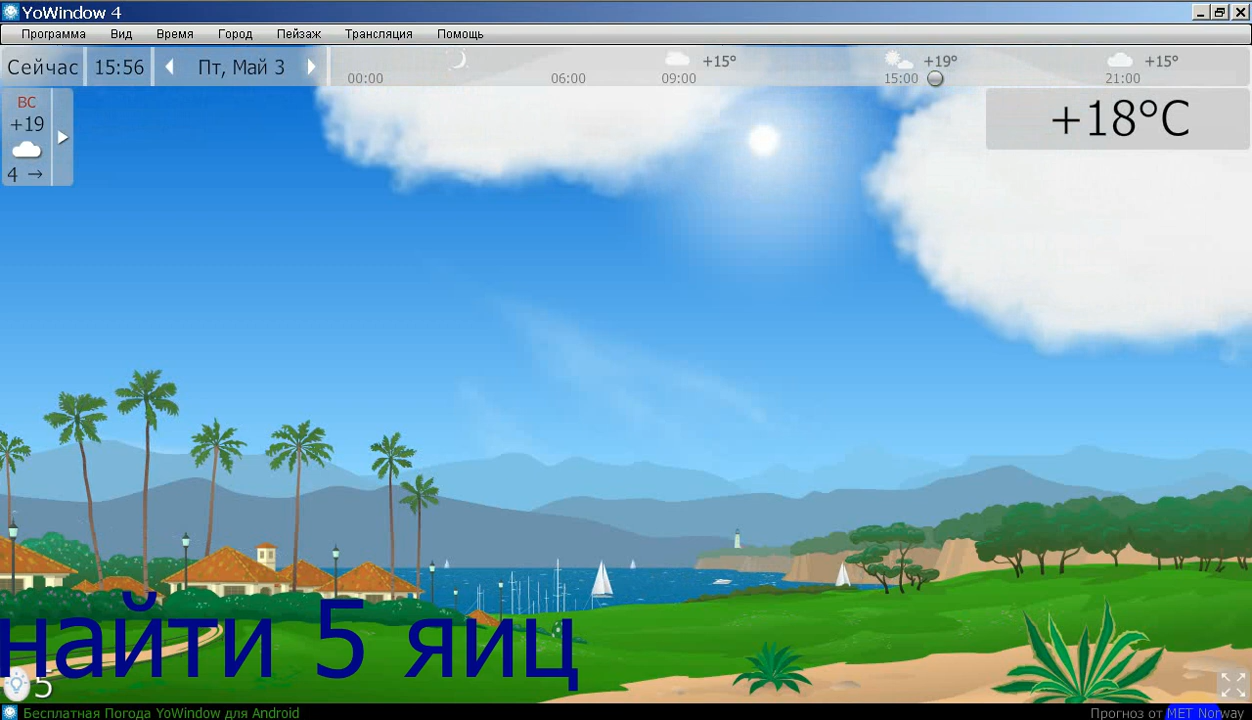 YoWindow 4
Программа Вид Время Город Пейзаж Трансляция Помощь
Сейчас 15:56 Пт, Май 3
+15° +19° +15°
00:00 06:00 09:00 15:00 21:00
ВС
+19
4 →
+18°C
найти 5 яиц
5
Бесплатная Погода YoWindow для Android
Прогноз от MET Norway